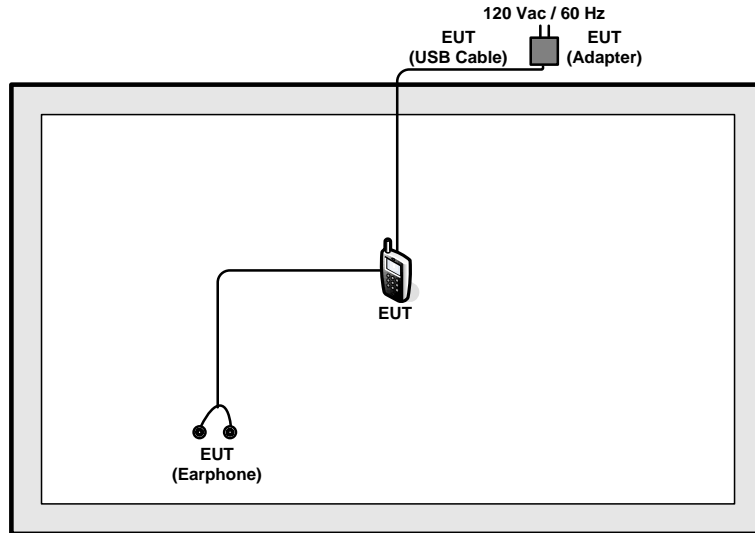 120 Vac / 60 Hz
EUT
(USB Cable)
EUT
(Adapter)
EUT
EUT
(Earphone)